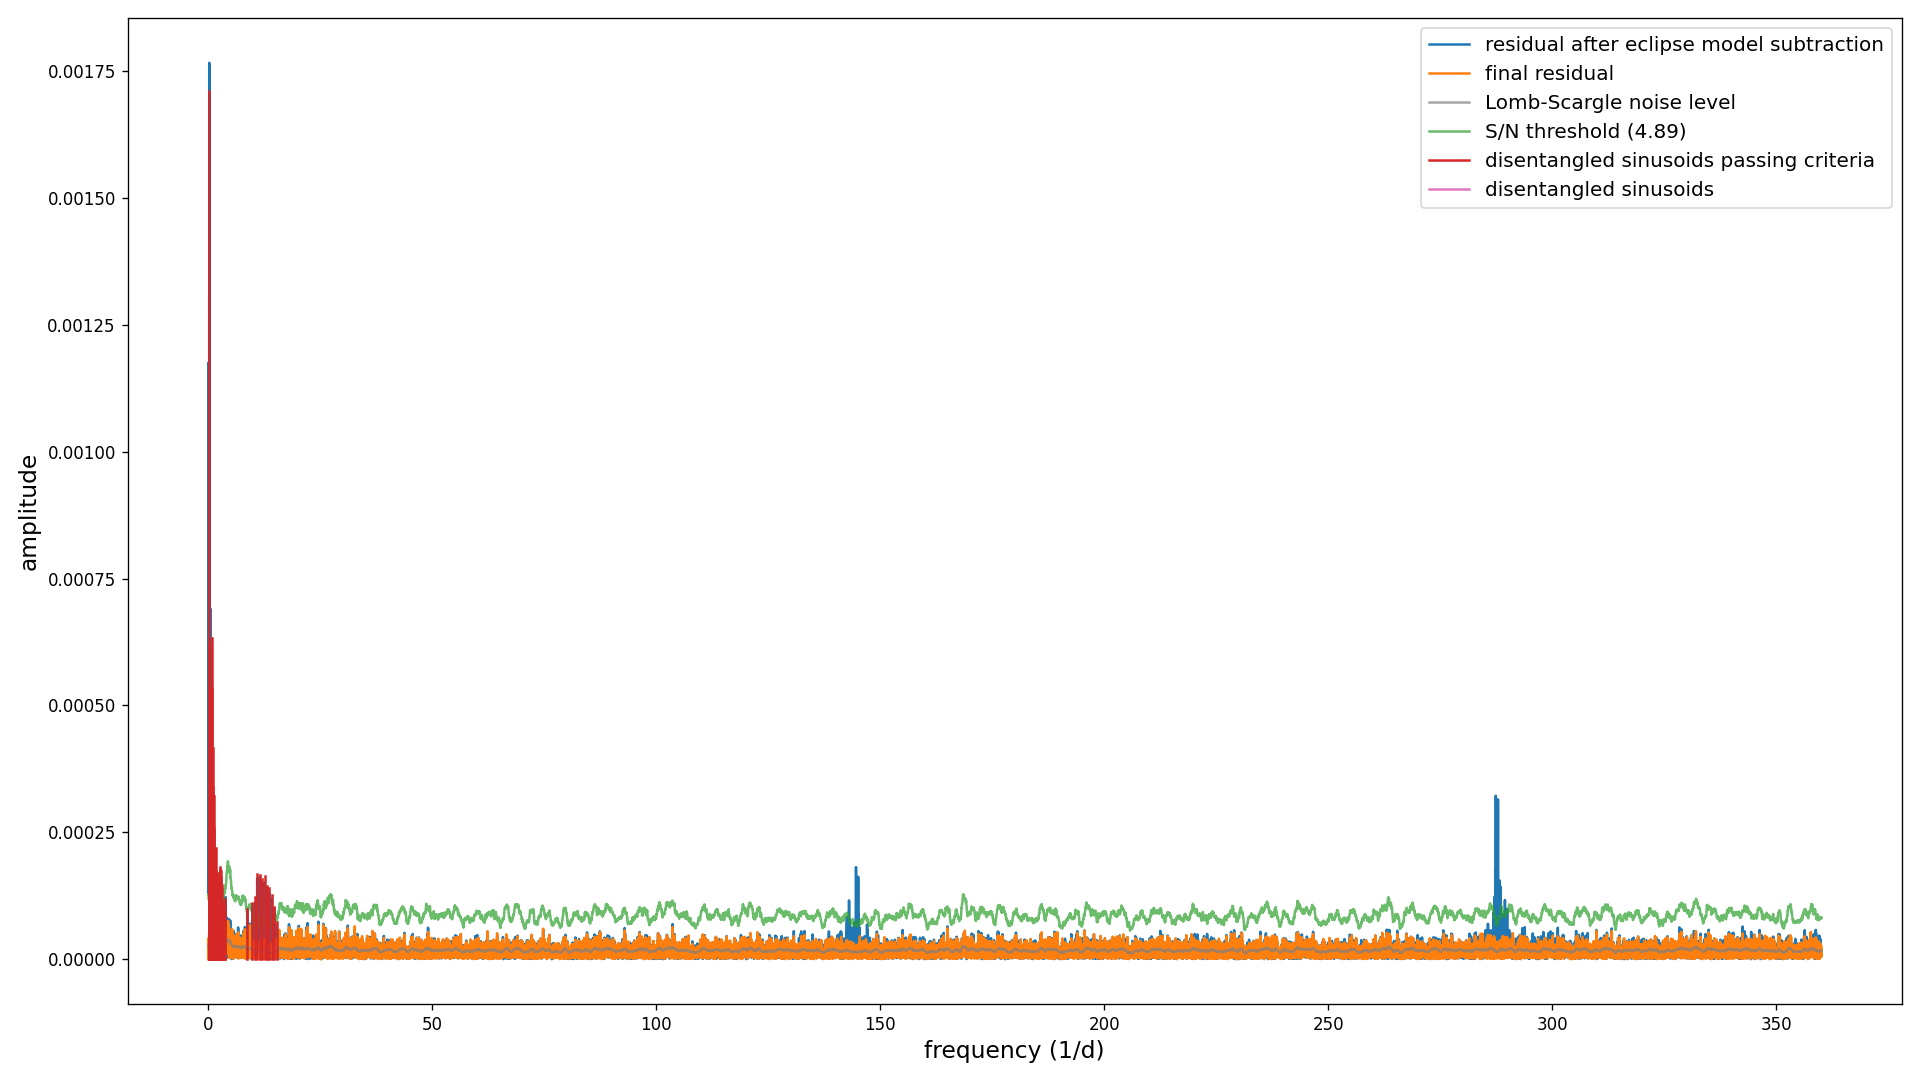 residual after eclipse model subtraction
final residual
Lomb-Scargle noise level
S/N threshold (4.89)
disentangled sinusoids passing criteria
disentangled sinusoids
0.00175
0.00150
0.00125
0.00100
0.00075
0.00050
0.00025
0.00000
amplitude
0 50 100 150 200 250 300 350
frequency (1/d)